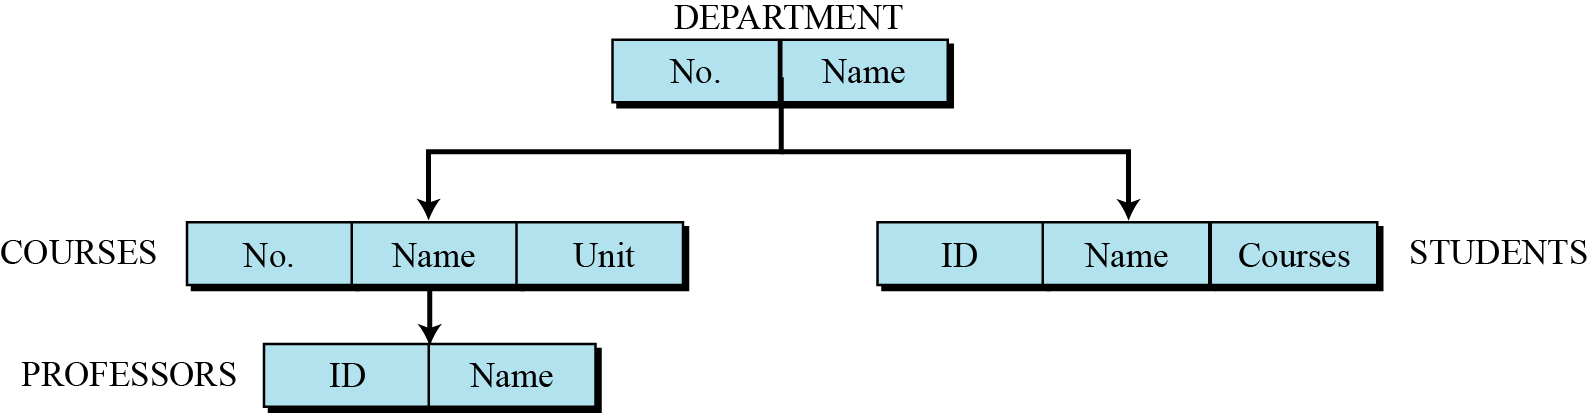 DEPARTMENT
No. Name
COURSES No. Name Unit
ID Name Courses STUDENTS
PROFESSORS ID Name